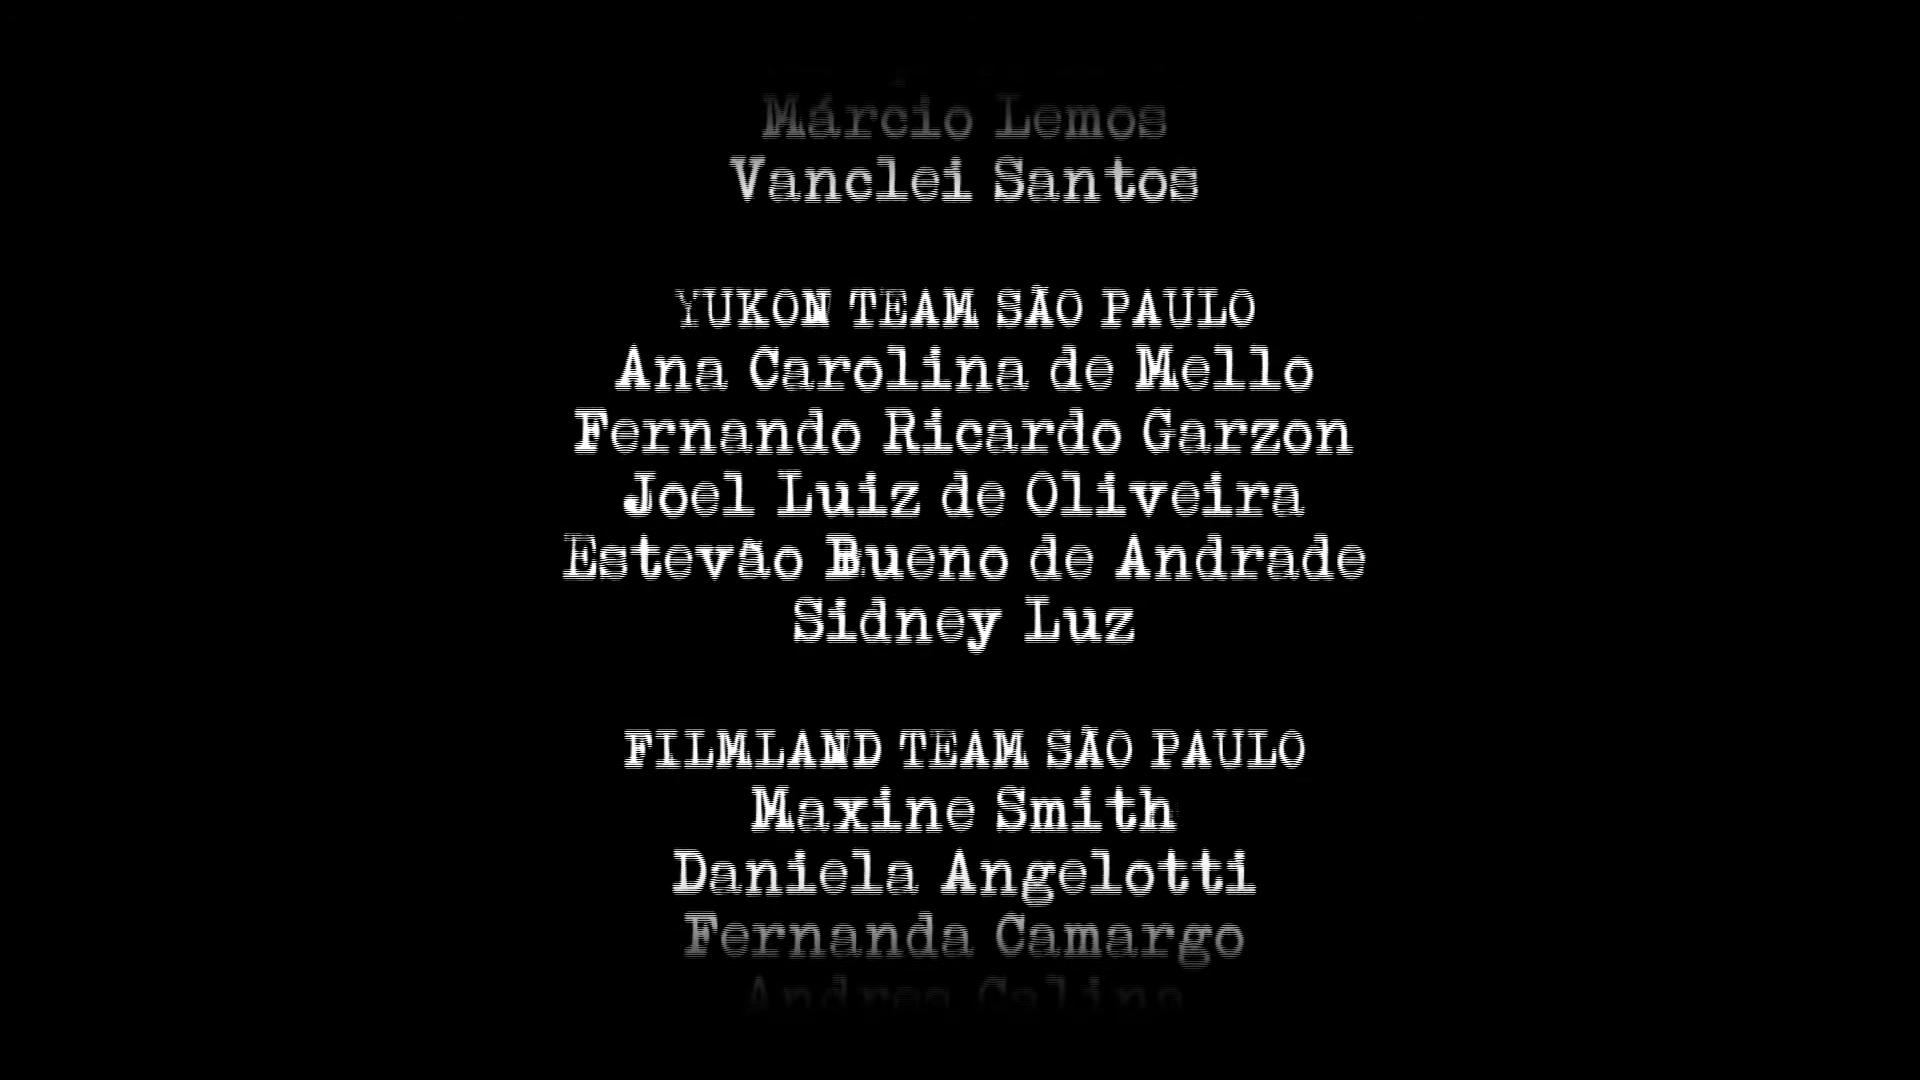 Márcio Lemos
Vanclei Santos
YUKON TEAM SÃO PAULO
Ana Carolina de Mello
Fernando Ricardo Garzon
Joel Luiz de Oliveira
Estevão Bueno de Andrade
Sidney Luz
FILMLAND TEAM SÃO PAULO
Maxine Smith
Daniela Angelotti
Fernanda Camargo
Andres